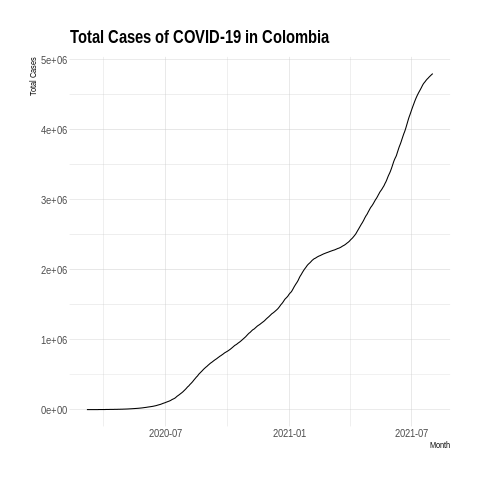 Total Cases of COVID-19 in Colombia
Total Cases
5e+06
4e+06
3e+06
2e+06
1e+06
0e+00
2020-07
2021-01
2021-07
Month